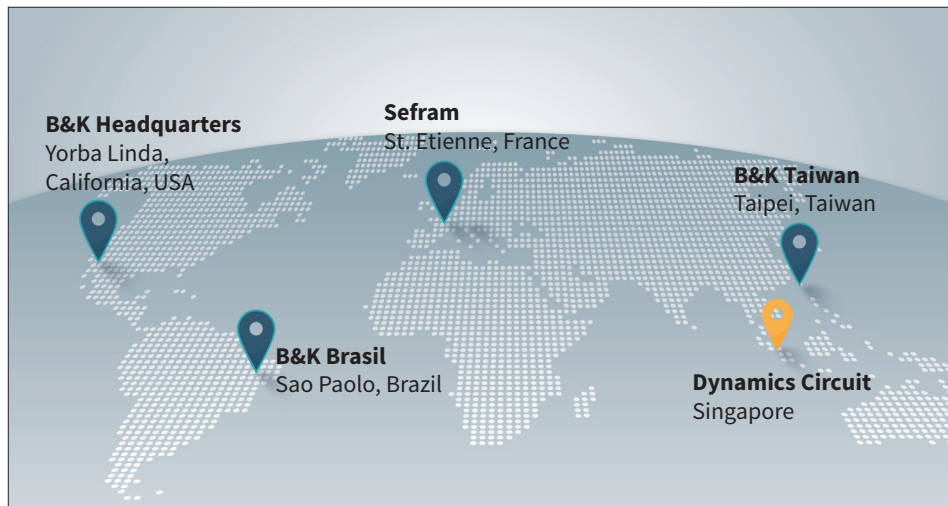 B&K Headquarters
Yorba Linda,
California, USA
Sefram
St. Etienne, France
B&K Taiwan
Taipei, Taiwan
B&K Brasil
Sao Paolo, Brazil
Dynamics Circuit
Singapore